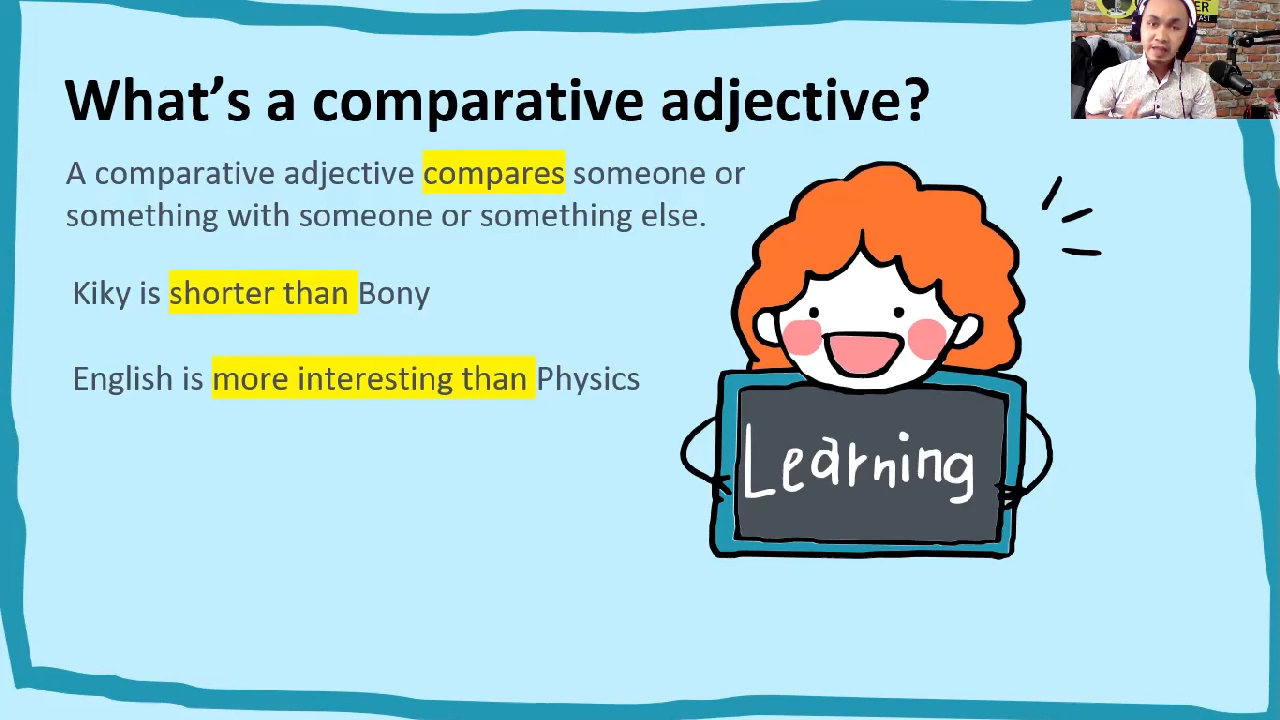 What's a comparative adjective?
A comparative adjective compares someone or
something with someone or something else.
Kiky is shorter than Bony
English is more interesting than Physics
Learning